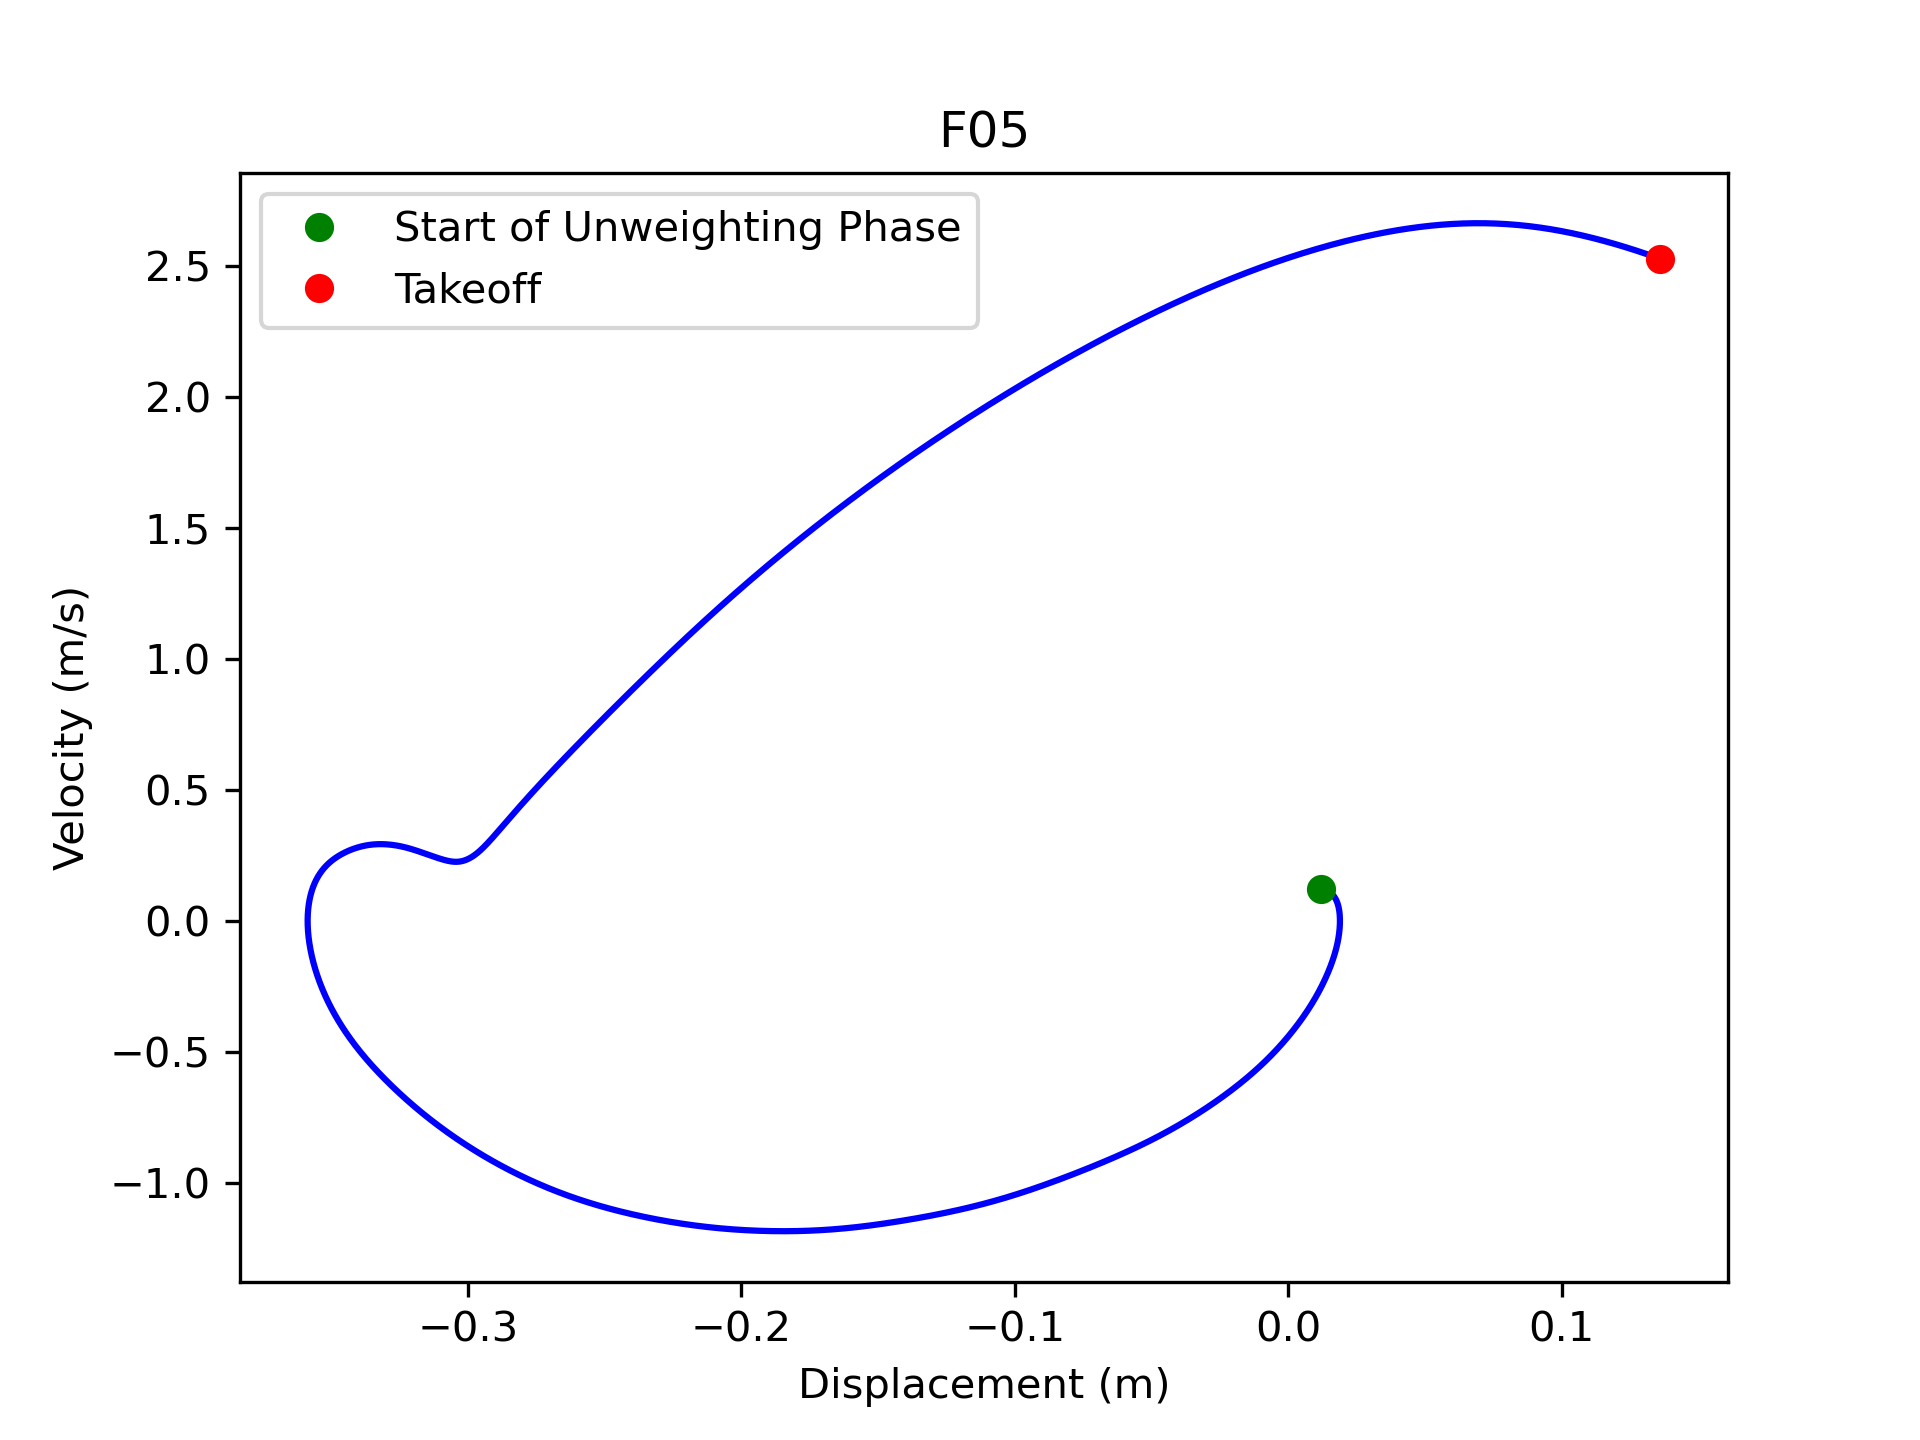 F05
Start of Unweighting Phase
Takeoff
2.5
2.0
1.5
1.0
0.5
0.0
−0.5
−1.0
Velocity (m/s)
−0.3 −0.2 −0.1 0.0 0.1
Displacement (m)